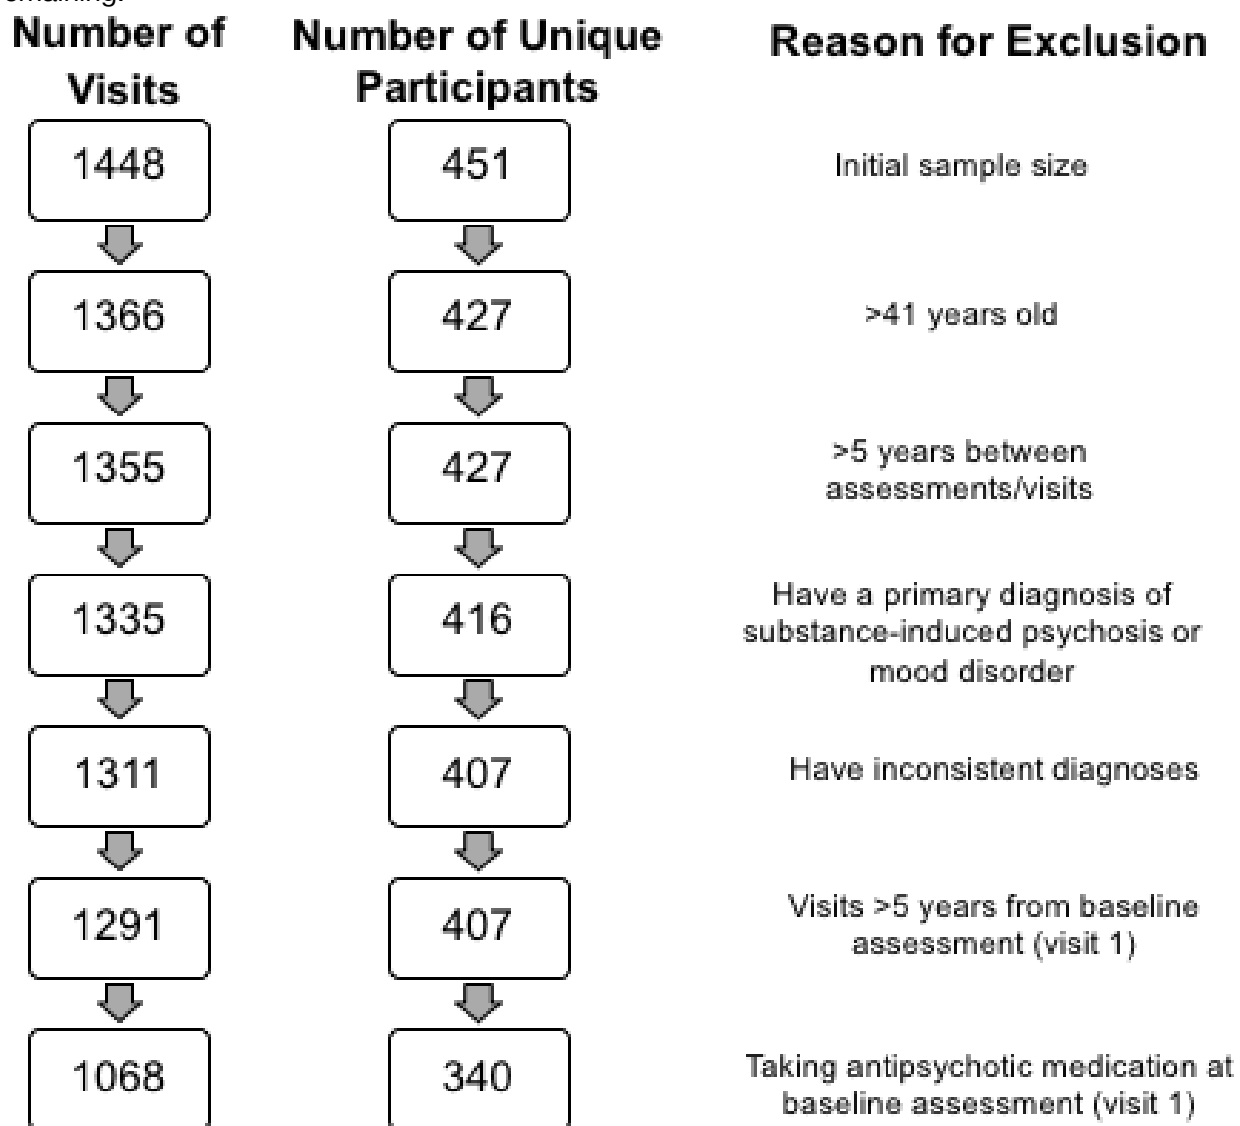 emaining.
Number of Visits
Number of Unique Participants
Reason for Exclusion
1448
451
Initial sample size
1366
427
>41 years old
1355
427
>5 years between
assessments/visits
1335
416
Have a primary diagnosis of
substance-induced psychosis or
mood disorder
1311
407
Have inconsistent diagnoses
1291
407
Visits >5 years from baseline
assessment (visit 1)
1068
340
Taking antipsychotic medication at
baseline assessment (visit 1)